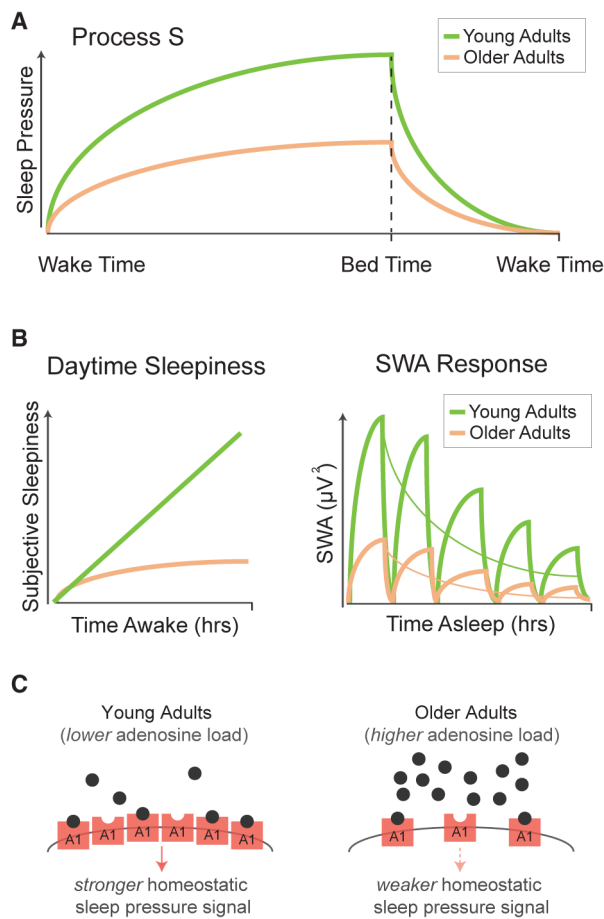 A
Process S
Young Adults
Older Adults
Sleep Pressure
Wake Time
Bed Time
Wake Time
B
Daytime Sleepiness
SWA Response
Subjective Sleepiness
Time Awake (hrs)
Young Adults
Older Adults
SWA (μV²)
Time Asleep (hrs)
C
Young Adults
(lower adenosine load)
A1 A1 A1 A1 A1 A1
stronger homeostatic
sleep pressure signal
Older Adults
(higher adenosine load)
A1 A1 A1
weaker homeostatic
sleep pressure signal